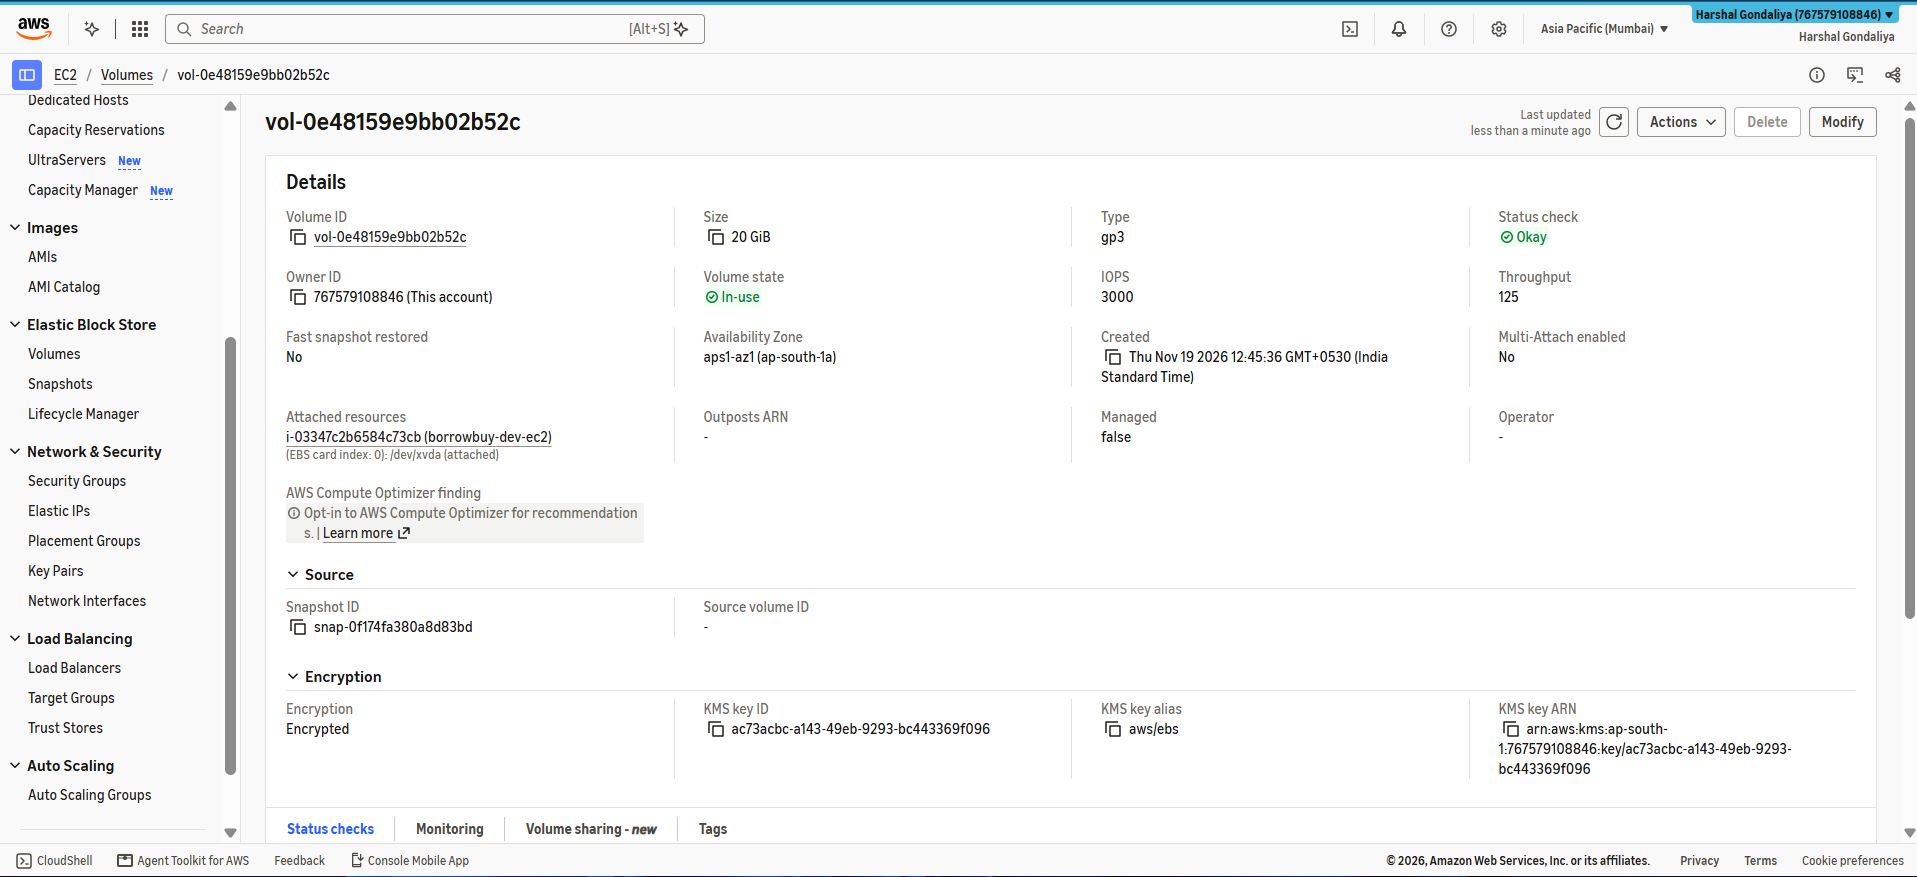 aws
Search
[Alt+S]
Asia Pacific (Mumbai)
Harshal Gondaliya (767579108846)
Harshal Gondaliya
EC2 / Volumes / vol-0e48159e9bb02b52c
Dedicated Hosts
Capacity Reservations
UltraServers New
Capacity Manager New
Images
AMIs
AMI Catalog
Elastic Block Store
Volumes
Snapshots
Lifecycle Manager
Network & Security
Security Groups
Elastic IPs
Placement Groups
Key Pairs
Network Interfaces
Load Balancing
Load Balancers
Target Groups
Trust Stores
Auto Scaling
Auto Scaling Groups
vol-0e48159e9bb02b52c
Last updated
less than a minute ago
Actions
Delete
Modify
Details
Volume ID
vol-0e48159e9bb02b52c
Size
20 GiB
Type
gp3
Status check
Okay
Owner ID
767579108846 (This account)
Volume state
In-use
IOPS
3000
Throughput
125
Fast snapshot restored
No
Availability Zone
aps1-az1 (ap-south-1a)
Created
Thu Nov 19 2026 12:45:36 GMT+0530 (India
Standard Time)
Multi-Attach enabled
No
Attached resources
i-03347c2b6584c73cb (borrowbuy-dev-ec2)
(EBS card index: 0): /dev/xvda (attached)
Outposts ARN
-
Managed
false
Operator
-
AWS Compute Optimizer finding
Opt-in to AWS Compute Optimizer for recommendation
s. | Learn more
Source
Snapshot ID
snap-0f174fa380a8d83bd
Source volume ID
-
Encryption
Encryption
Encrypted
KMS key ID
ac73acbc-a143-49eb-9293-bc443369f096
KMS key alias
aws/ebs
KMS key ARN
arn:aws:kms:ap-south-
1:767579108846:key/ac73acbc-a143-49eb-9293-
bc443369f096
Status checks
Monitoring
Volume sharing - new
Tags
CloudShell
Agent Toolkit for AWS
Feedback
Console Mobile App
© 2026, Amazon Web Services, Inc. or its affiliates.
Privacy
Terms
Cookie preferences